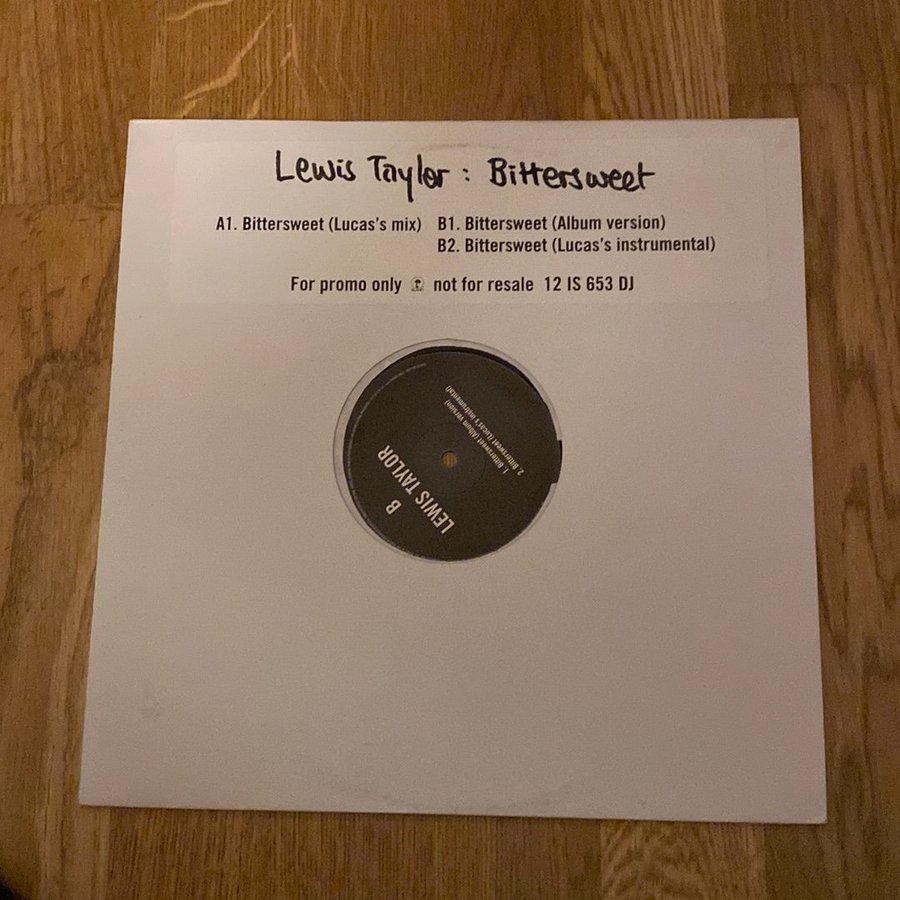 Lewis Taylor : Bittersweet
A1. Bittersweet (Lucas's mix) B1. Bittersweet (Album version)
B2. Bittersweet (Lucas's instrumental)
For promo only not for resale 12 IS 653 DJ
B
LEWIS TAYLOR
1. Bittersweet (Album version)
2. Bittersweet (Lucas's instrumental)